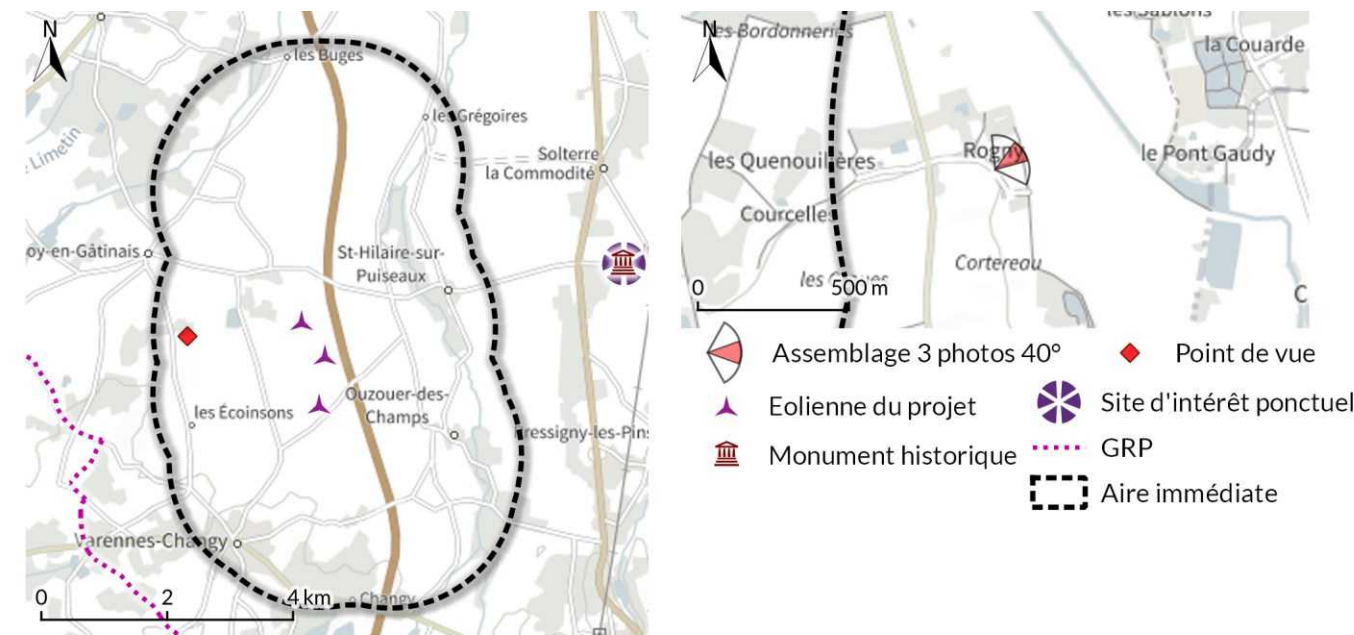 N
les Buges
les Grégoires
Limetin
Solterre
la Commodité
oy-en-Gâtinais
St-Hilaire-sur-
Puiseaux
les Écoinsons
Ouzouer-des-
Champs
ressigny-les-Pins
Varennes-Changy
Changy
0 2 4 km
N
les Bordonneries
les Sablons
la Couarde
les Quenouillères
Rogny
le Pont Gaudy
Courcelles
Cortereau
0 500 m
C
Assemblage 3 photos 40°
Point de vue
Eolienne du projet
Site d'intérêt ponctuel
Monument historique
GRP
Aire immédiate